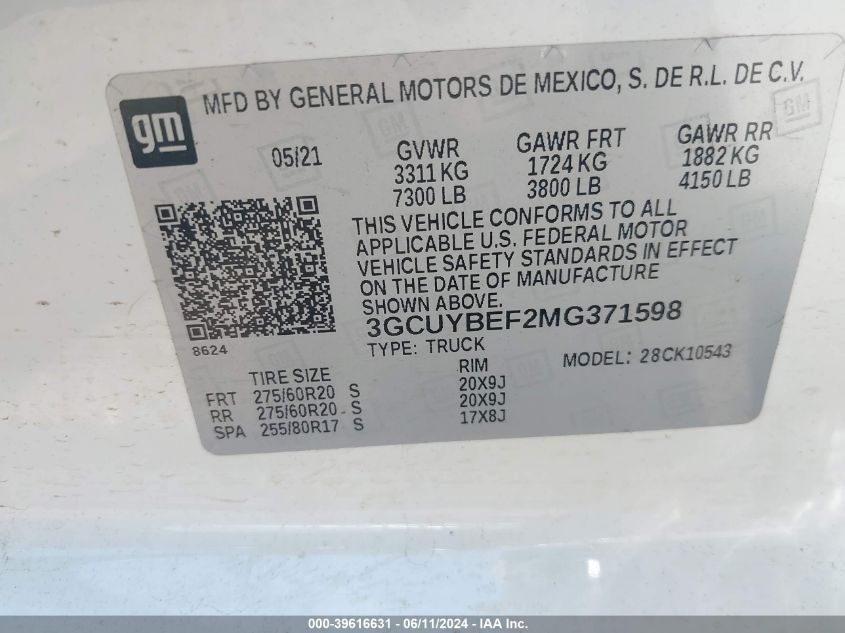 MFD BY GENERAL MOTORS DE MEXICO, S. DE R.L. DE C.V.
gm
05/21 GVWR GAWR FRT GAWR RR
3311 KG 1724 KG 1882 KG
7300 LB 3800 LB 4150 LB
THIS VEHICLE CONFORMS TO ALL
APPLICABLE U.S. FEDERAL MOTOR
VEHICLE SAFETY STANDARDS IN EFFECT
ON THE DATE OF MANUFACTURE
SHOWN ABOVE.
3GCUYBEF2MG371598
8624
TYPE: TRUCK MODEL: 28CK10543
TIRE SIZE RIM
FRT 275/60R20 S 20X9J
RR 275/60R20 S 20X9J
SPA 255/80R17 S 17X8J
000-39616631 - 06/11/2024 - IAAI.com.